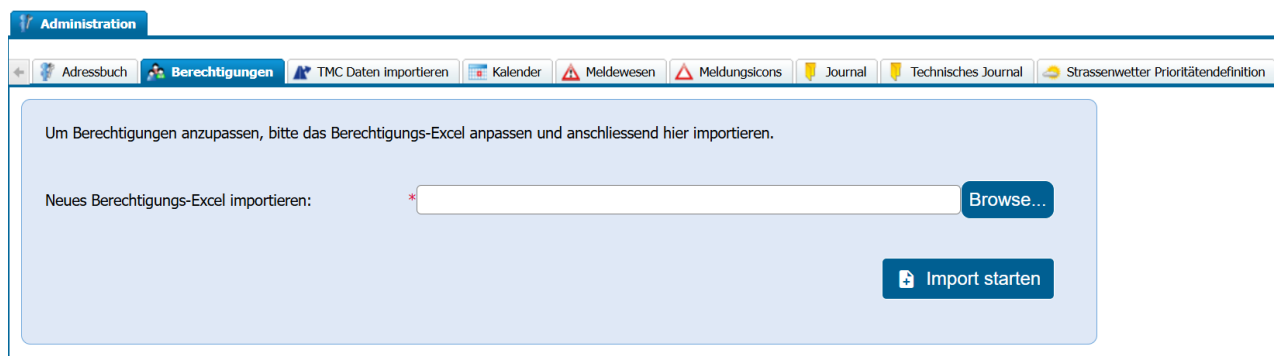 Administration
Adressbuch Berechtigungen TMC Daten importieren Kalender Meldewesen Meldungsicons Journal Technisches Journal Strassenwetter Prioritätendefinition
Um Berechtigungen anzupassen, bitte das Berechtigungs-Excel anpassen und anschliessend hier importieren.
Neues Berechtigungs-Excel importieren: * Browse...
Import starten